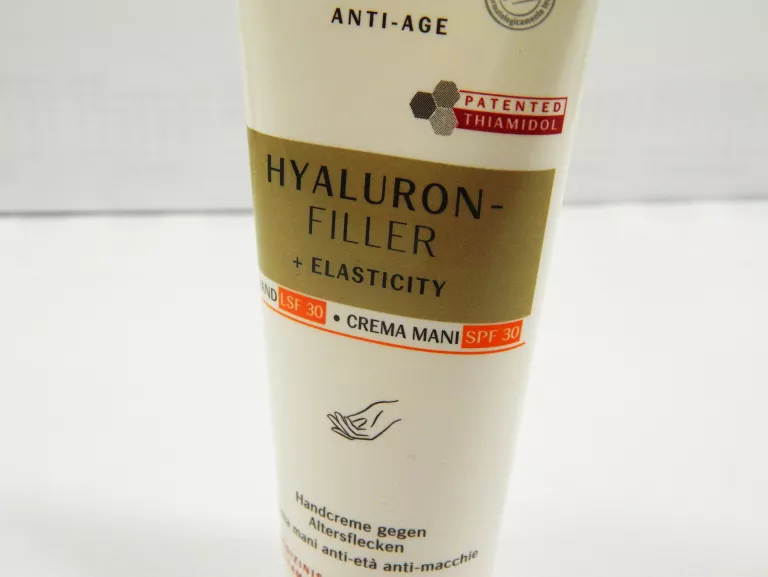 ANTI-AGE
PATENTED
THIAMIDOL
HYALURON-
FILLER
+ ELASTICITY
LSF 30 • CREMA MANI SPF 30
Handcreme gegen
Altersflecken
mani anti-età anti-macchie